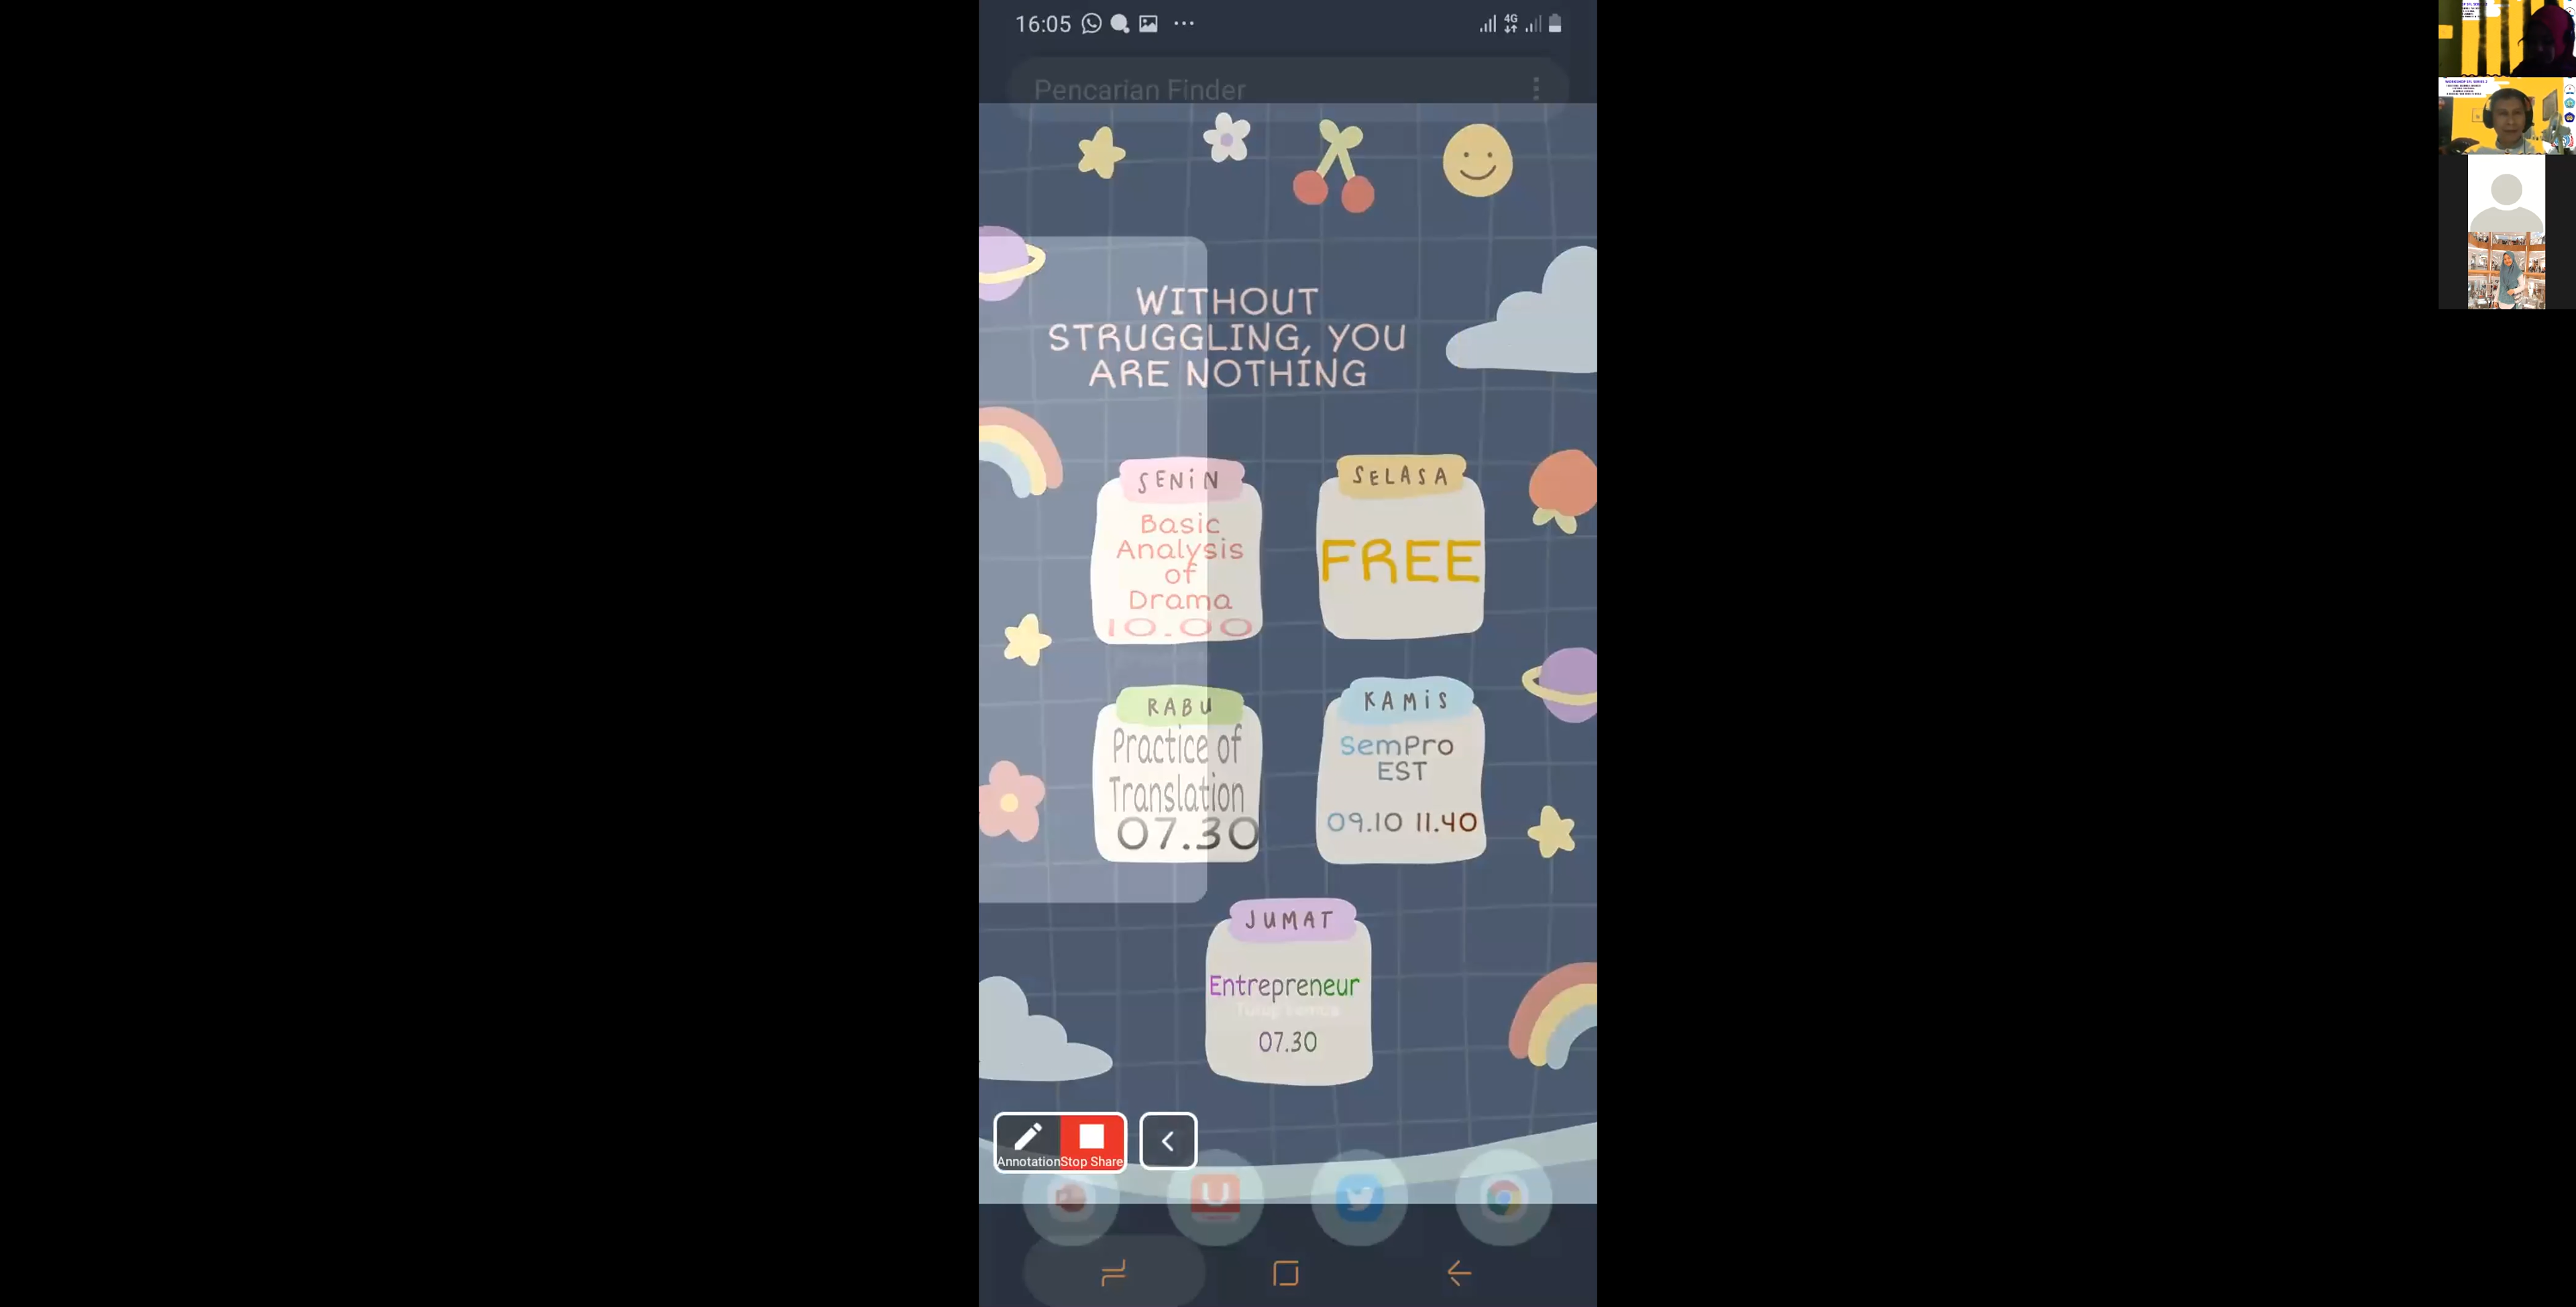 16:05
4G
Pencarian Finder
WITHOUT
STRUGGLING, YOU
ARE NOTHING
SENiN
Basic
Analysis
of
Drama
10.00
SELASA
FREE
RABU
Practice of
Translation
07.30
KAMiS
SemPro
EST
09.10 11.40
JUMAT
Entrepreneur
07.30
Annotation
Stop Share